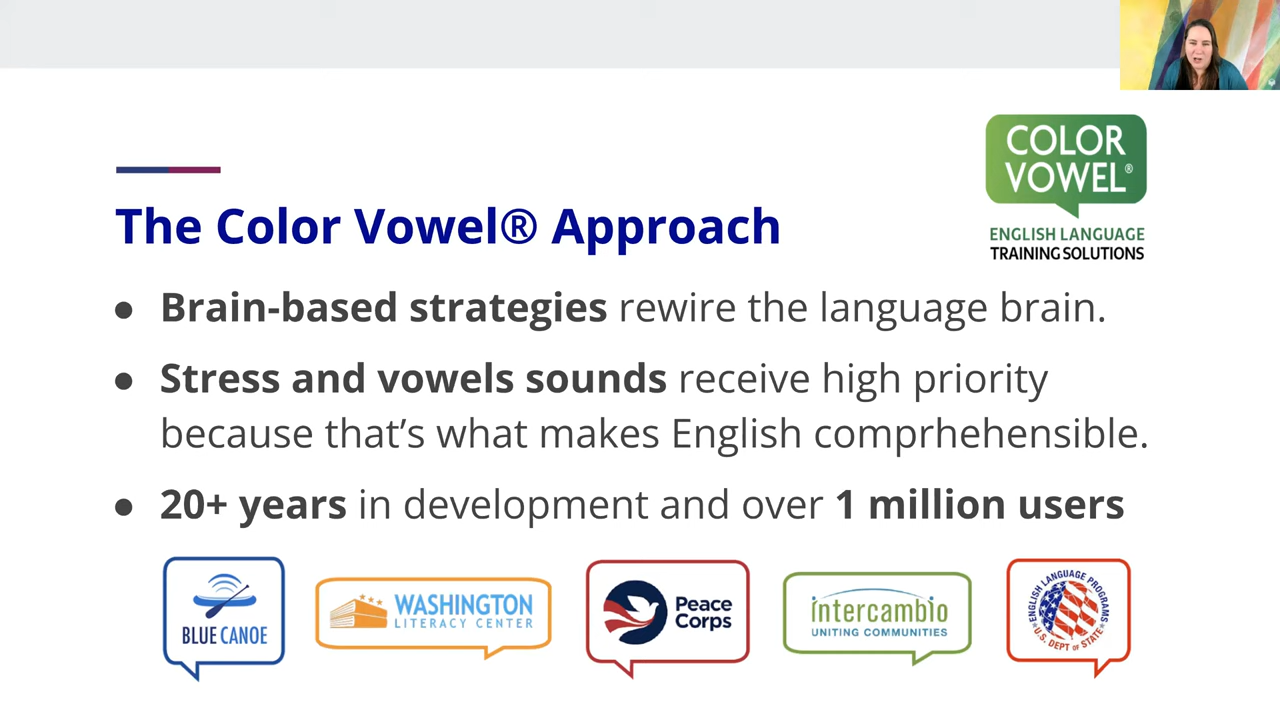 COLOR
VOWEL®
ENGLISH LANGUAGE
TRAINING SOLUTIONS
The Color Vowel® Approach
● Brain-based strategies rewire the language brain.
● Stress and vowels sounds receive high priority
because that’s what makes English comprhehensible.
● 20+ years in development and over 1 million users
BLUE CANOE
WASHINGTON
LITERACY CENTER
Peace
Corps
intercambio
UNITING COMMUNITIES
ENGLISH LANGUAGE PROGRAMS
U.S. DEPT OF STATE